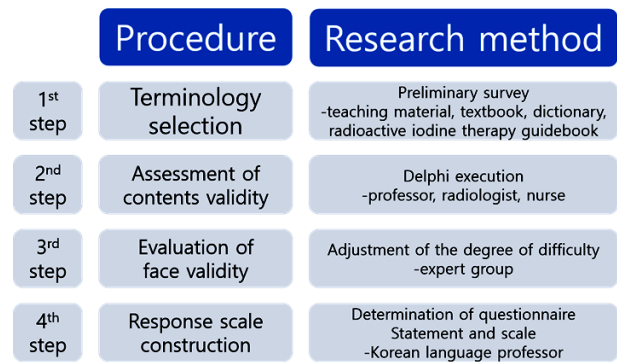 Procedure
Research method
1st
step
Terminology
selection
Preliminary survey
-teaching material, textbook, dictionary,
radioactive iodine therapy guidebook
2nd
step
Assessment of
contents validity
Delphi execution
-professor, radiologist, nurse
3rd
step
Evaluation of
face validity
Adjustment of the degree of difficulty
-expert group
4th
step
Response scale
construction
Determination of questionnaire
Statement and scale
-Korean language professor